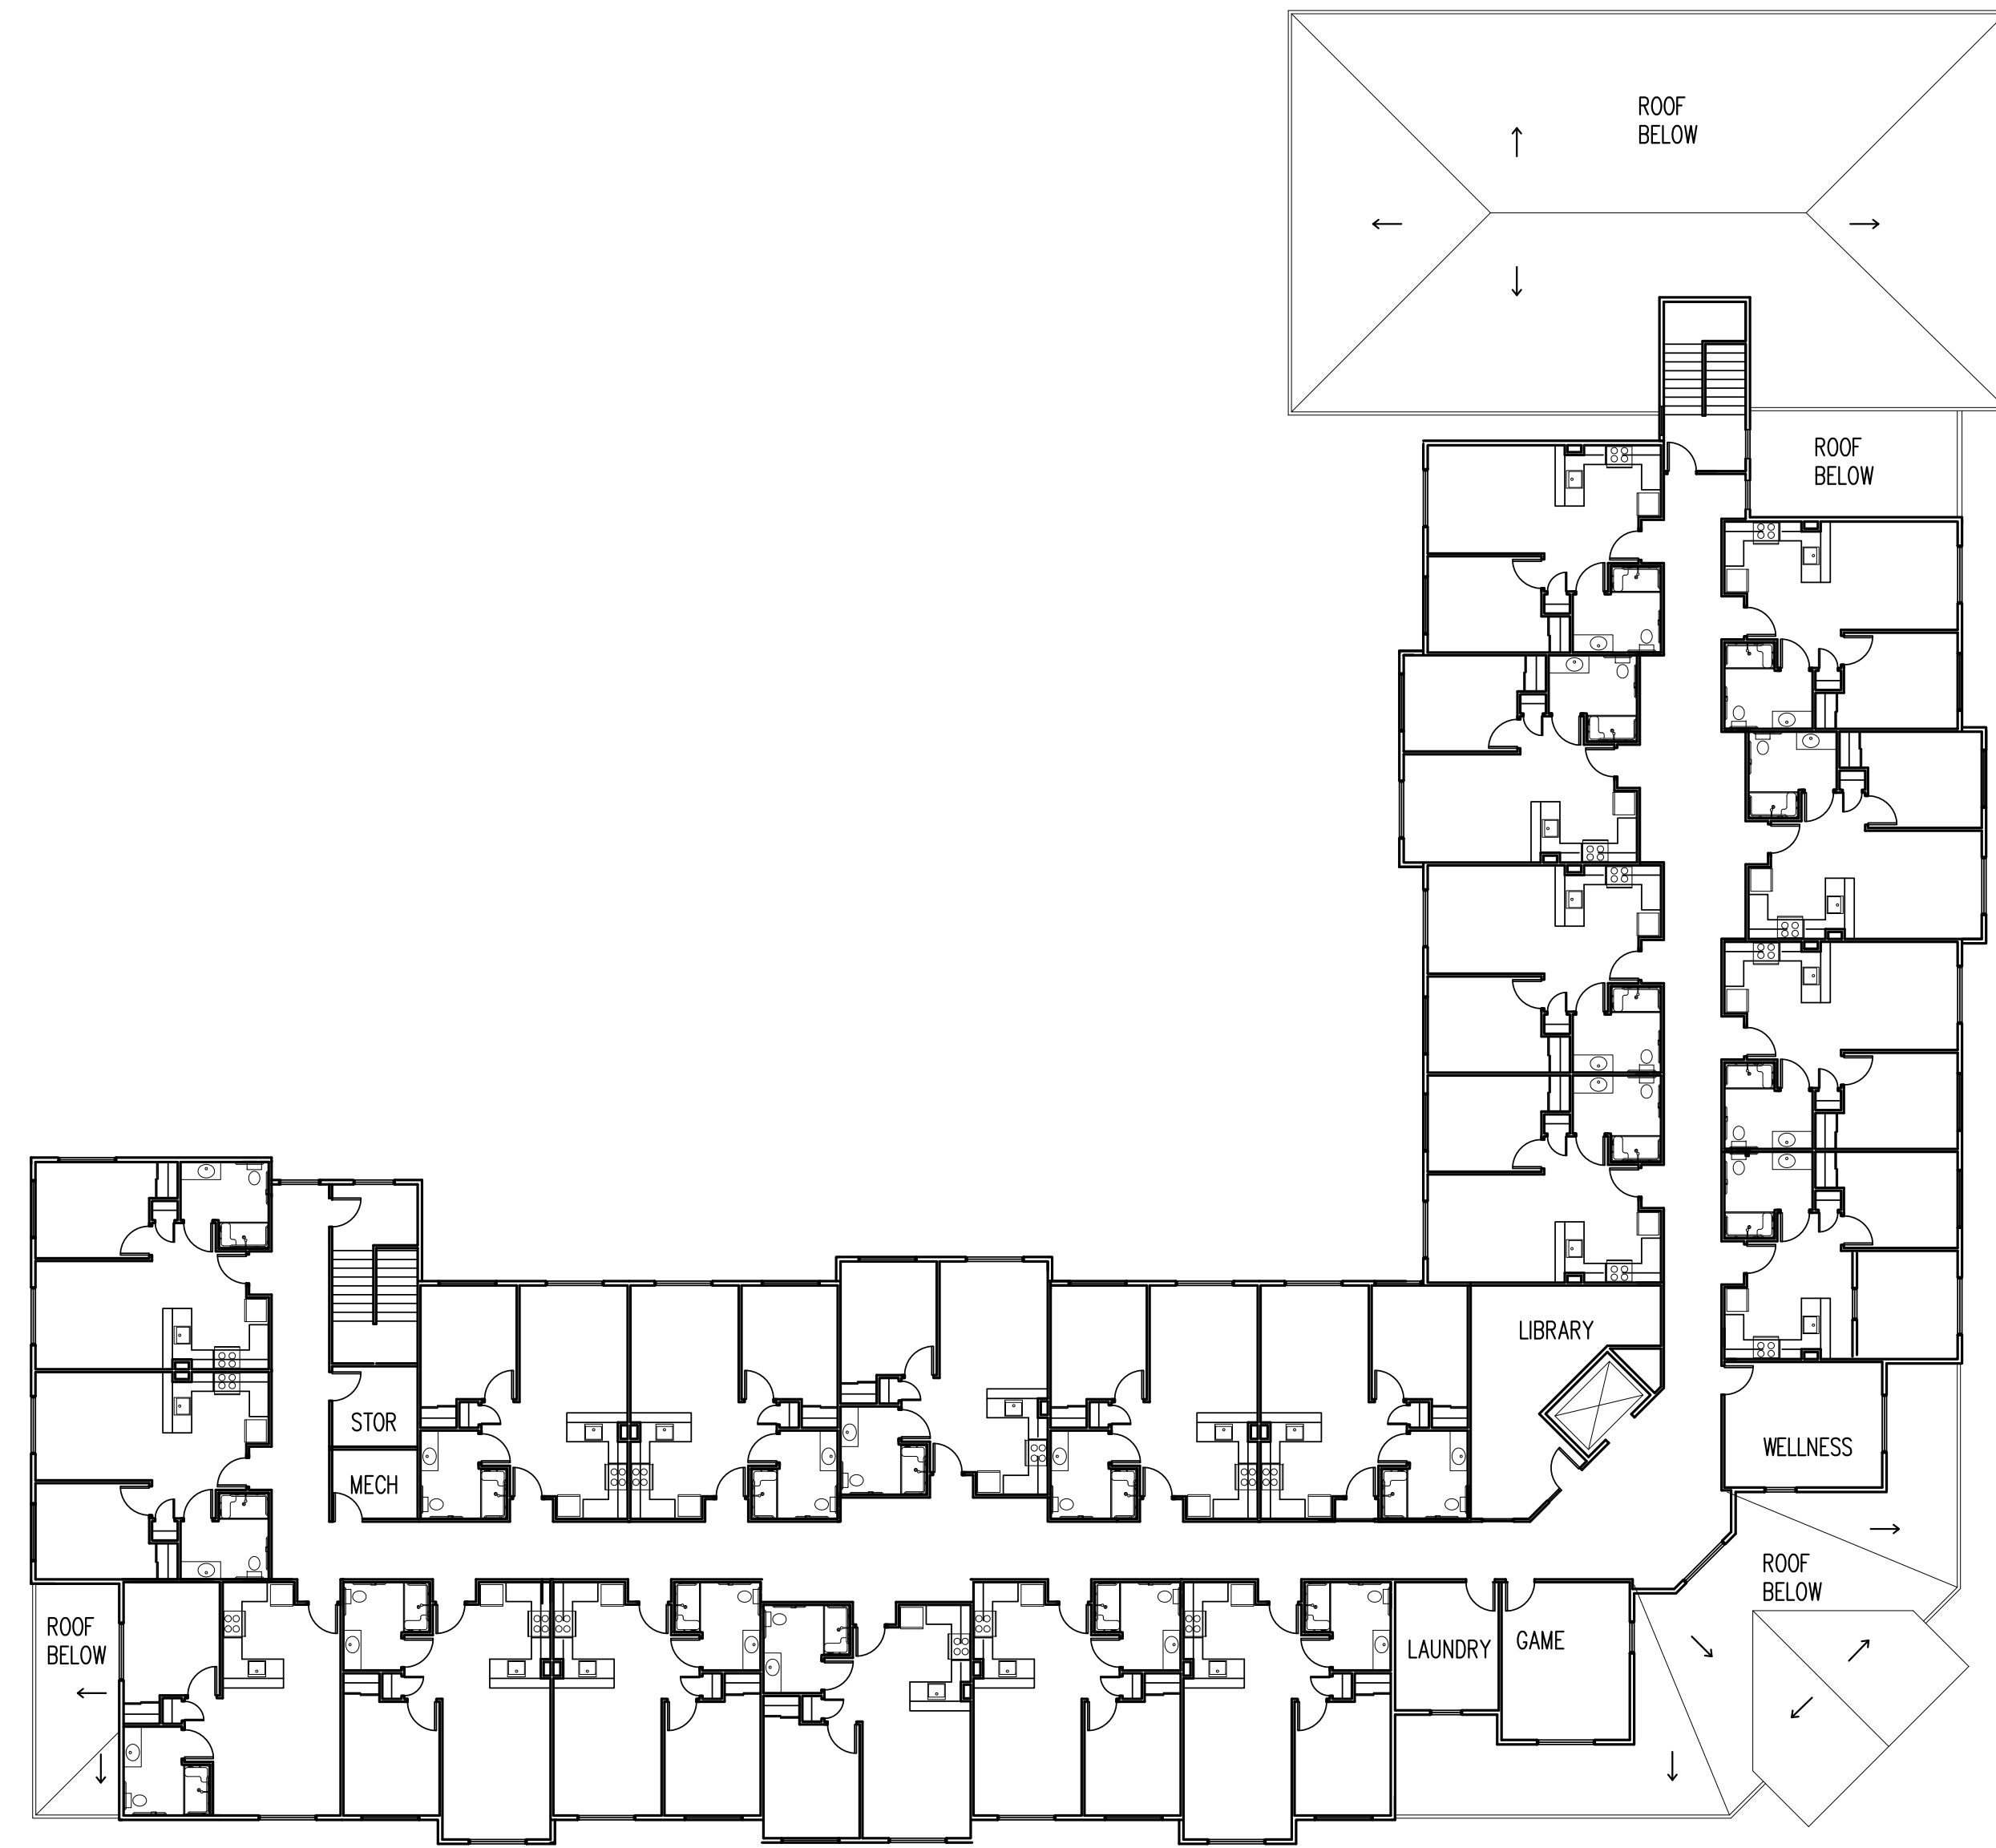 ROOF
BELOW
ROOF
BELOW
LIBRARY
STOR
WELLNESS
MECH
ROOF
BELOW
ROOF
BELOW
LAUNDRY
GAME